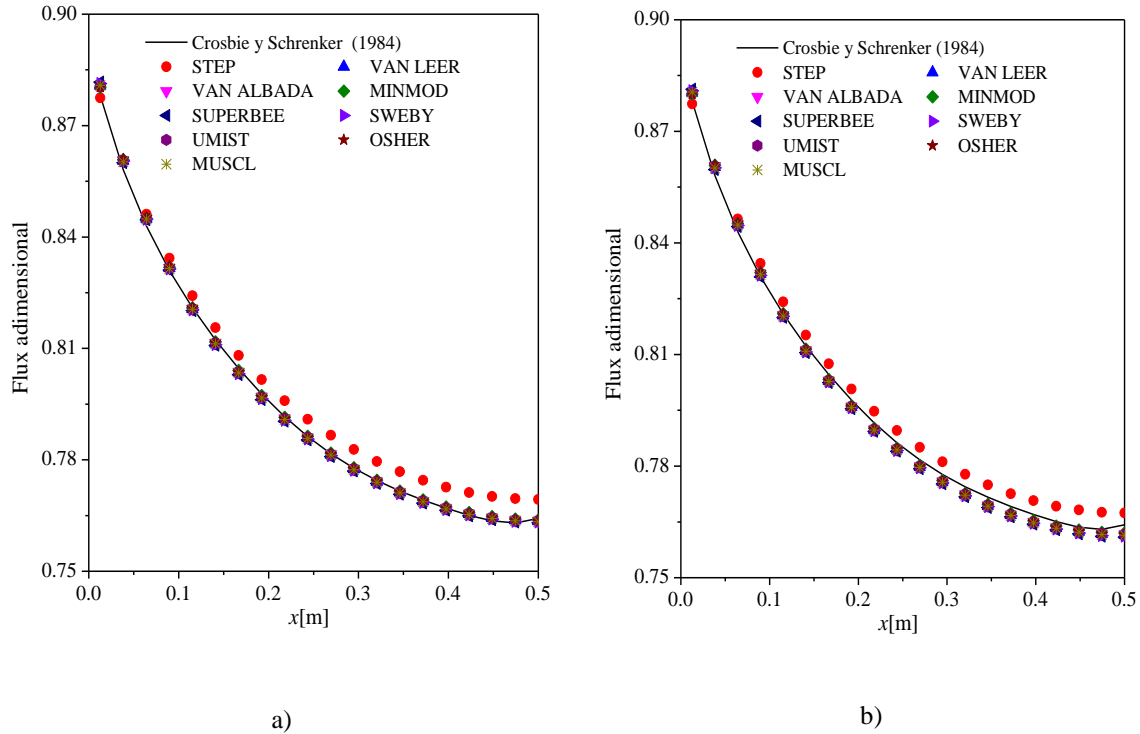 0.90
0.87
0.84
0.81
0.78
0.75
Flux adimensional
Crosbie y Schrenker (1984)
STEP
VAN LEER
VAN ALBADA
MINMOD
SUPERBEE
SWEBY
UMIST
OSHER
MUSCL
0.0 0.1 0.2 0.3 0.4 0.5
x[m]
a)
0.90
0.87
0.84
0.81
0.78
0.75
Flux adimensional
Crosbie y Schrenker (1984)
STEP
VAN LEER
VAN ALBADA
MINMOD
SUPERBEE
SWEBY
UMIST
OSHER
MUSCL
0.0 0.1 0.2 0.3 0.4 0.5
x[m]
b)